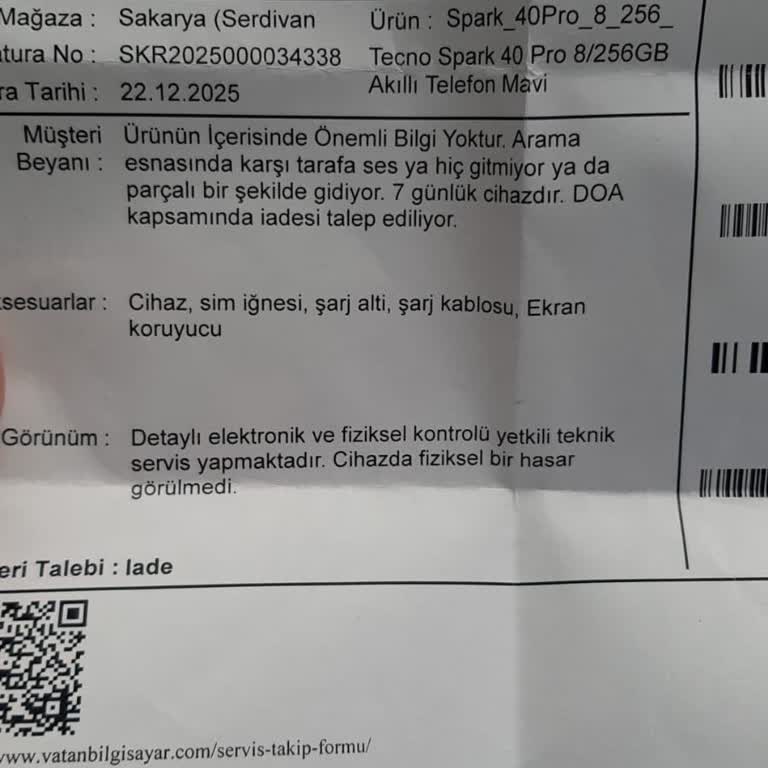 Mağaza : Sakarya (Serdivan
Ürün : Spark_40Pro_8_256_
atura No : SKR2025000034338
Tecno Spark 40 Pro 8/256GB
Akıllı Telefon Mavi
ra Tarihi : 22.12.2025
Müşteri Beyanı : Ürünün İçerisinde Önemli Bilgi Yoktur. Arama
esnasında karşı tarafa ses ya hiç gitmiyor ya da
parçalı bir şekilde gidiyor. 7 günlük cihazdır. DOA
kapsamında iadesi talep ediliyor.
ksesuarlar : Cihaz, sim iğnesi, şarj alti, şarj kablosu, Ekran
koruyucu
Görünüm : Detaylı elektronik ve fiziksel kontrolü yetkili teknik
servis yapmaktadır. Cihazda fiziksel bir hasar
görülmedi.
eri Talebi : Iade
www.vatanbilgisayar.com/servis-takip-formu/